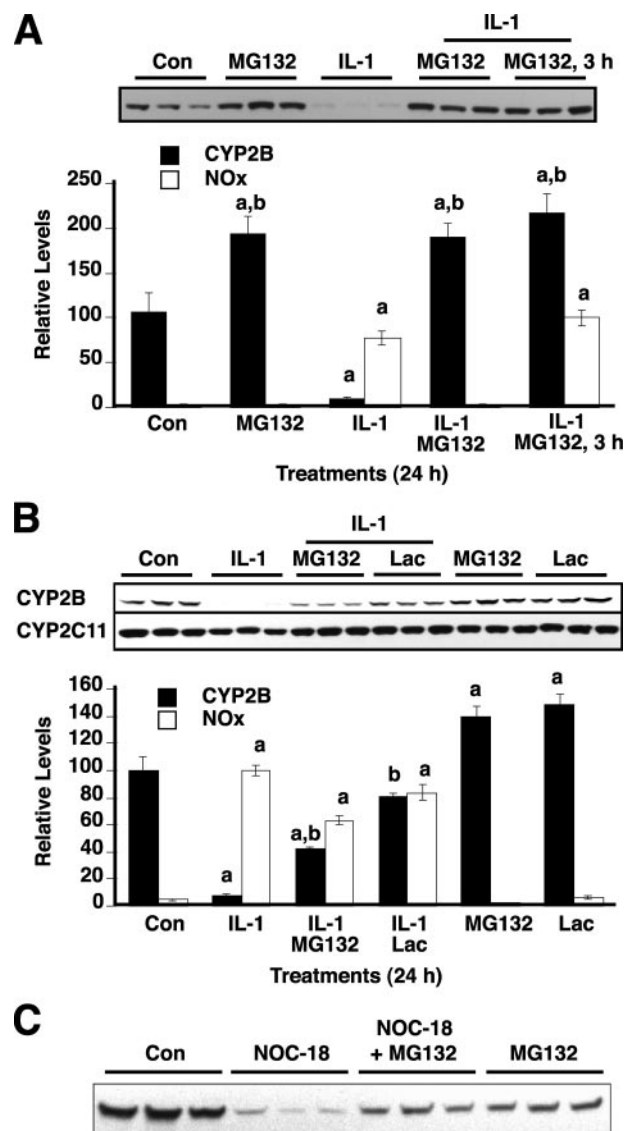 A
IL-1
Con MG132 IL-1 MG132 MG132, 3 h
CYP2B
NOx
Relative Levels
250
200
150
100
50
0
a,b
a
a
a,b
a,b
a
Con MG132 IL-1 IL-1 MG132 IL-1 MG132, 3 h
Treatments (24 h)
B
IL-1
Con IL-1 MG132 Lac MG132 Lac
CYP2B
CYP2C11
CYP2B
NOx
Relative Levels
160
140
120
100
80
60
40
20
0
a
a
a,b
a
b
a
a
a
Con IL-1 IL-1 MG132 IL-1 Lac MG132 Lac
Treatments (24 h)
C
Con NOC-18 NOC-18 + MG132 MG132